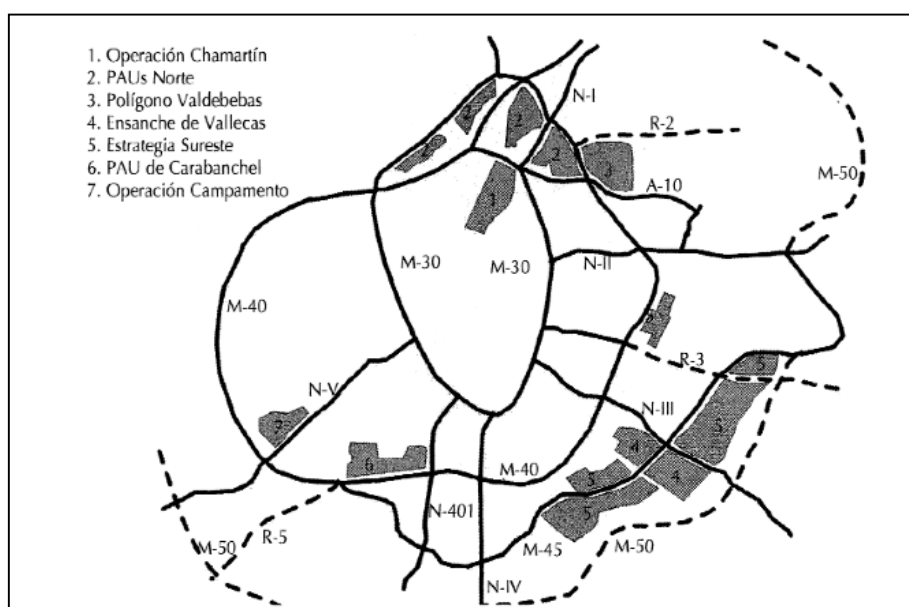 1. Operación Chamartín
2. PAUs Norte
3. Polígono Valdebebas
4. Ensanche de Vallecas
5. Estrategia Sureste
6. PAU de Carabanchel
7. Operación Campamento
N-I
2
2
R-2
2
2
3
M-50
A-10
1
M-30
M-30
N-II
M-40
R-3
5
N-V
N-III
5
7
4
6
M-40
4
5
N-401
5
R-5
M-50
M-45
M-50
N-IV